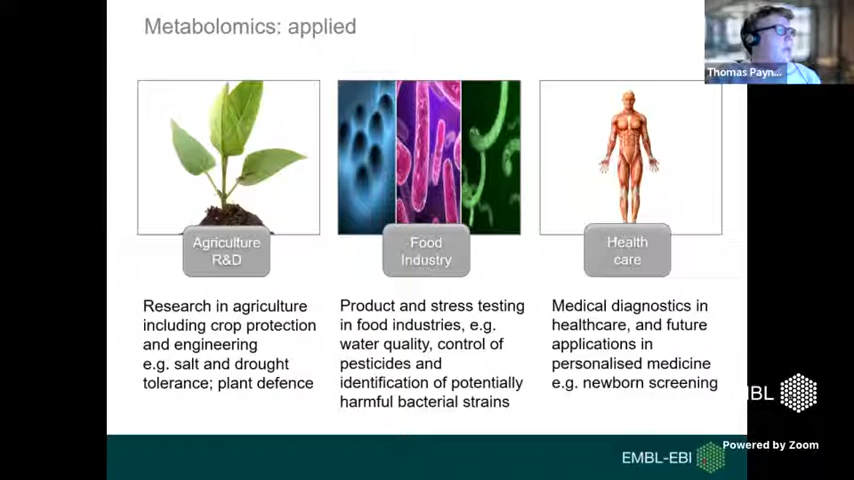 Metabolomics: applied
Thomas Payn...
Agriculture
R&D
Food
Industry
Health
care
Research in agriculture
including crop protection
and engineering
e.g. salt and drought
tolerance; plant defence
Product and stress testing
in food industries, e.g.
water quality, control of
pesticides and
identification of potentially
harmful bacterial strains
Medical diagnostics in
healthcare, and future
applications in
personalised medicine
e.g. newborn screening
Powered by Zoom
EMBL-EBI